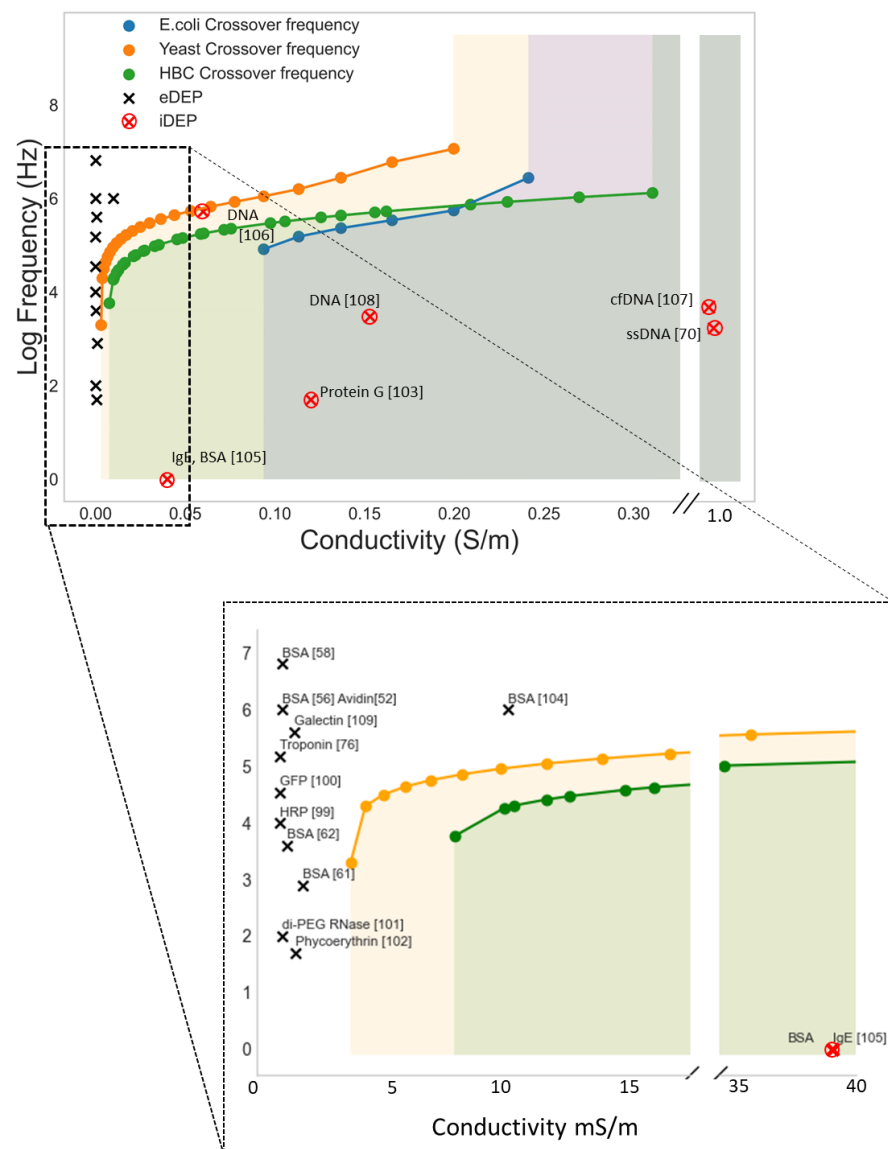 E.coli Crossover frequency
Yeast Crossover frequency
HBC Crossover frequency
eDEP
iDEP
Log Frequency (Hz)
8
6
4
2
0
DNA
[106]
DNA [108]
cfDNA [107]
ssDNA [70]
Protein G [103]
IgE, BSA [105]
0.00 0.05 0.10 0.15 0.20 0.25 0.30 1.0
Conductivity (S/m)
7
BSA [58]
6
BSA [56] Avidin[52]
BSA [104]
Galectin [109]
Troponin [76]
5
GFP [100]
HRP [99]
4
BSA [62]
3
BSA [61]
di-PEG RNase [101]
2
Phycoerythrin [102]
1
0
BSA IgE [105]
0 5 10 15 35 40
Conductivity mS/m